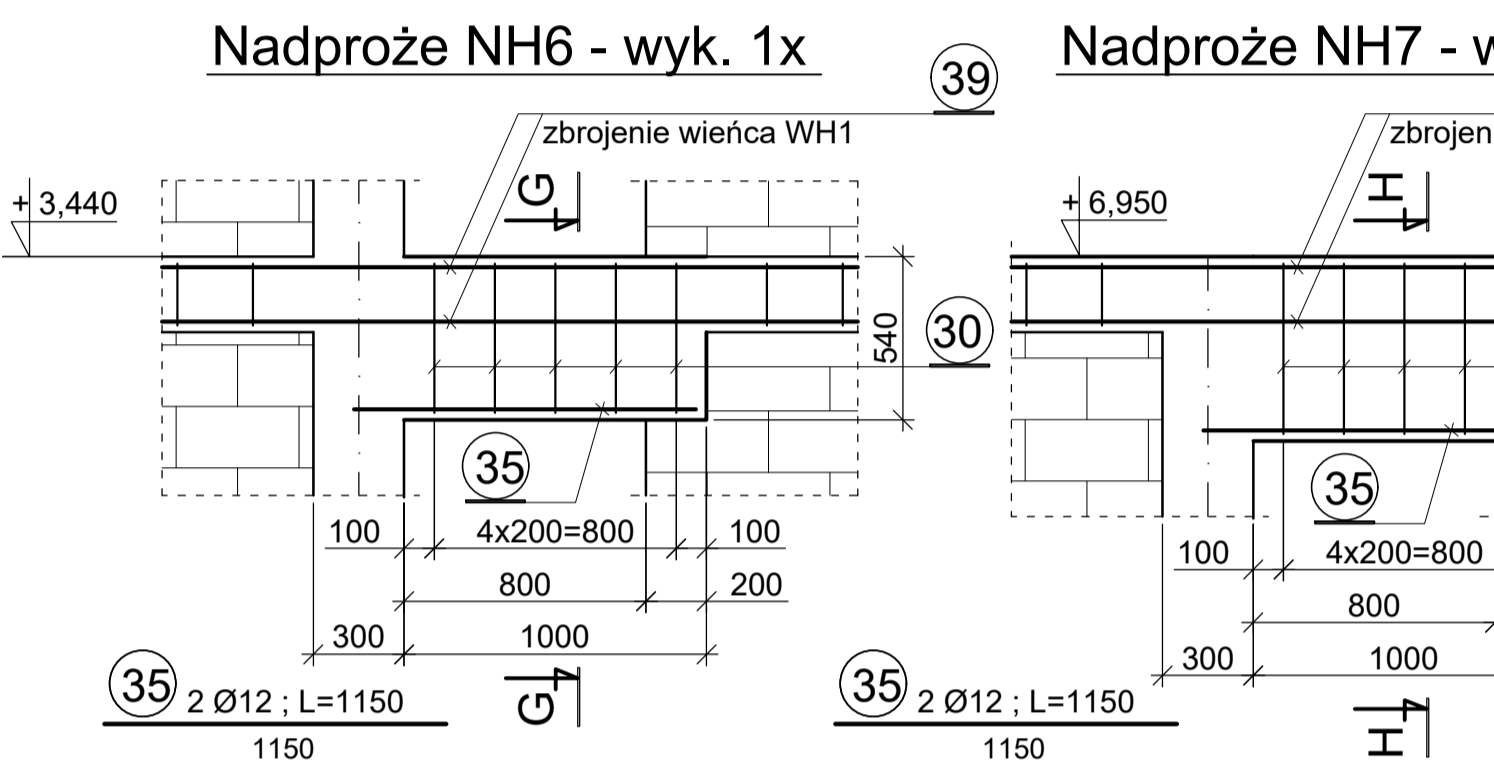 Nadproże NH6 - wyk. 1x
39
zbrojenie wieńca WH1
G
+ 3,440
540
30
35
100 4x200=800 100
800 200
300 1000
35 2 Ø12 ; L=1150
1150
G
Nadproże NH7 -
H
+ 6,950
35
100 4x200=800
800
300 1000
35 2 Ø12 ; L=1150
1150
H